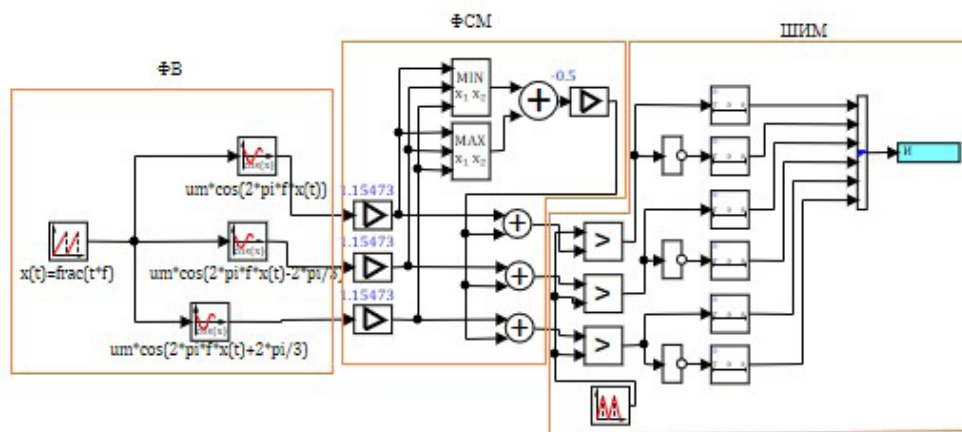 ФСМ
ШИМ
ФВ
MIN
x₁ x₂
-0.5
MAX
x₁ x₂
И
um*cos(2*pi*f*x(t))
1.15473
x(t)=frac(t*f)
1.15473
um*cos(2*pi*f*x(t)-2*pi/3)
1.15473
um*cos(2*pi*f*x(t)+2*pi/3)